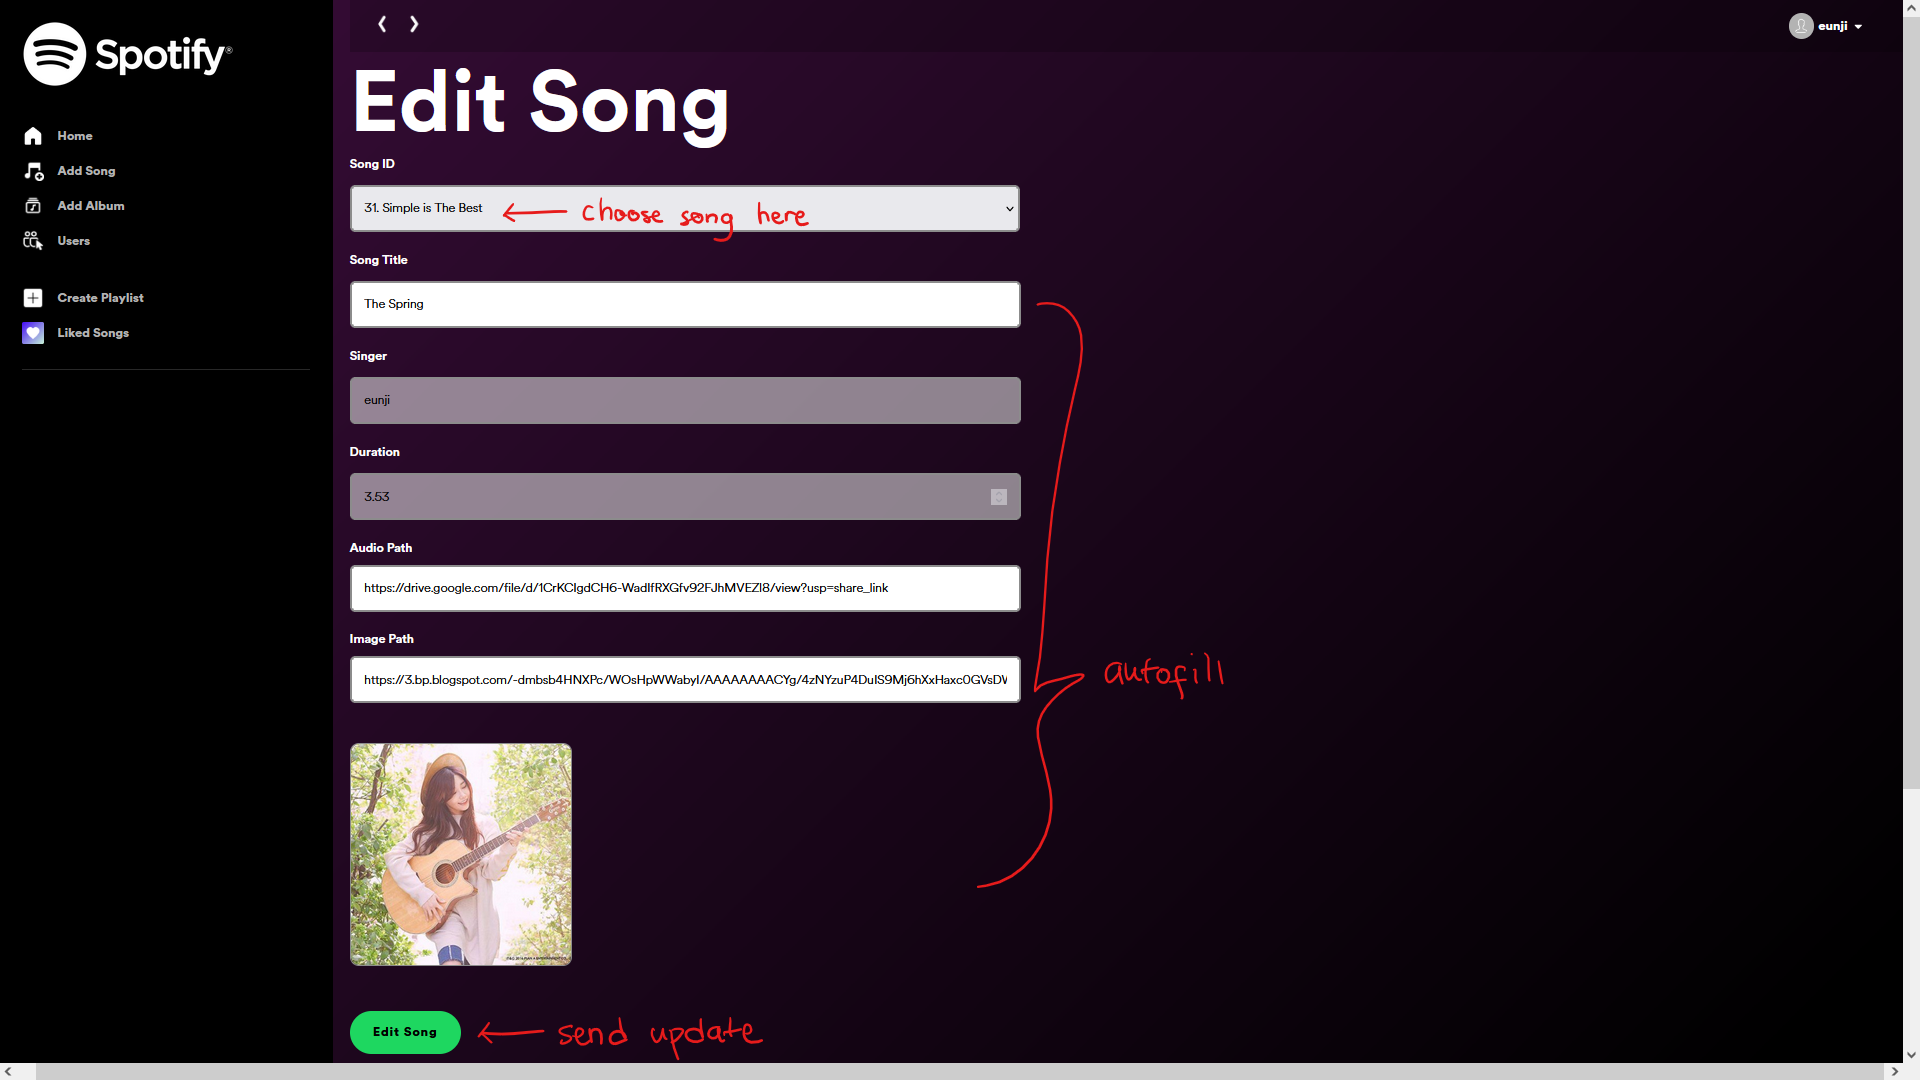 Spotify®
Home
Add Song
Add Album
Users
Create Playlist
Liked Songs
eunji
Edit Song
Song ID
31. Simple is The Best
choose song here
Song Title
The Spring
Singer
eunji
Duration
3.53
Audio Path
https://drive.google.com/file/d/1CrKCIgdCH6-WadIfRXGfv92FJhMVEZl8/view?usp=share_link
Image Path
https://3.bp.blogspot.com/-dmbsb4HNXPc/WOsHpWWabyI/AAAAAAAACYg/4zNYzuP4DuIS9Mj6hXxHaxc0GVsDV
autofill
Edit Song
send update